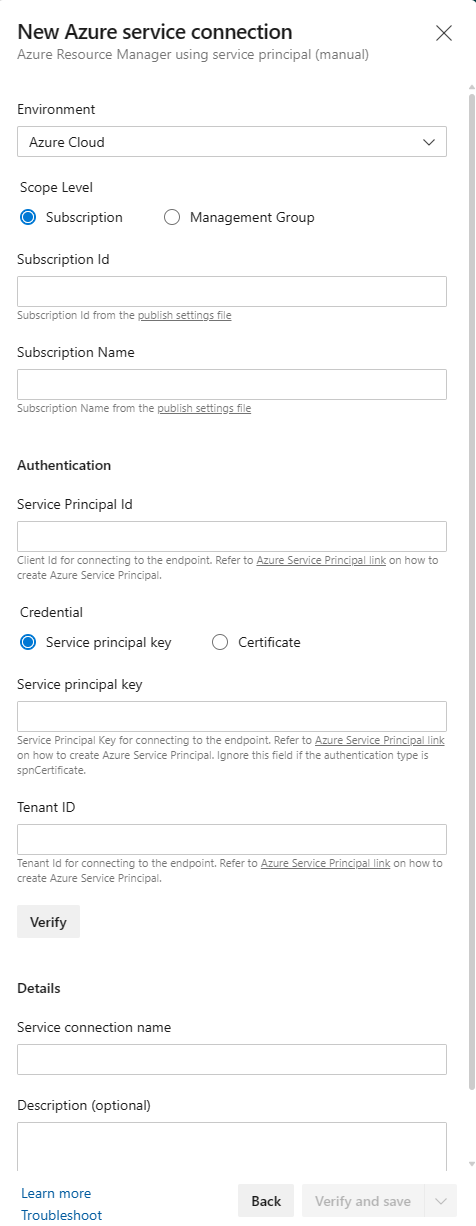 New Azure service connection
Azure Resource Manager using service principal (manual)
Environment
Azure Cloud
Scope Level
Subscription
Management Group
Subscription Id
Subscription Id from the publish settings file
Subscription Name
Subscription Name from the publish settings file
Authentication
Service Principal Id
Client Id for connecting to the endpoint. Refer to Azure Service Principal link on how to
create Azure Service Principal.
Credential
Service principal key
Certificate
Service principal key
Service Principal Key for connecting to the endpoint. Refer to Azure Service Principal link
on how to create Azure Service Principal. Ignore this field if the authentication type is
spnCertificate.
Tenant ID
Tenant Id for connecting to the endpoint. Refer to Azure Service Principal link on how to
create Azure Service Principal.
Verify
Details
Service connection name
Description (optional)
Learn more
Troubleshoot
Back
Verify and save